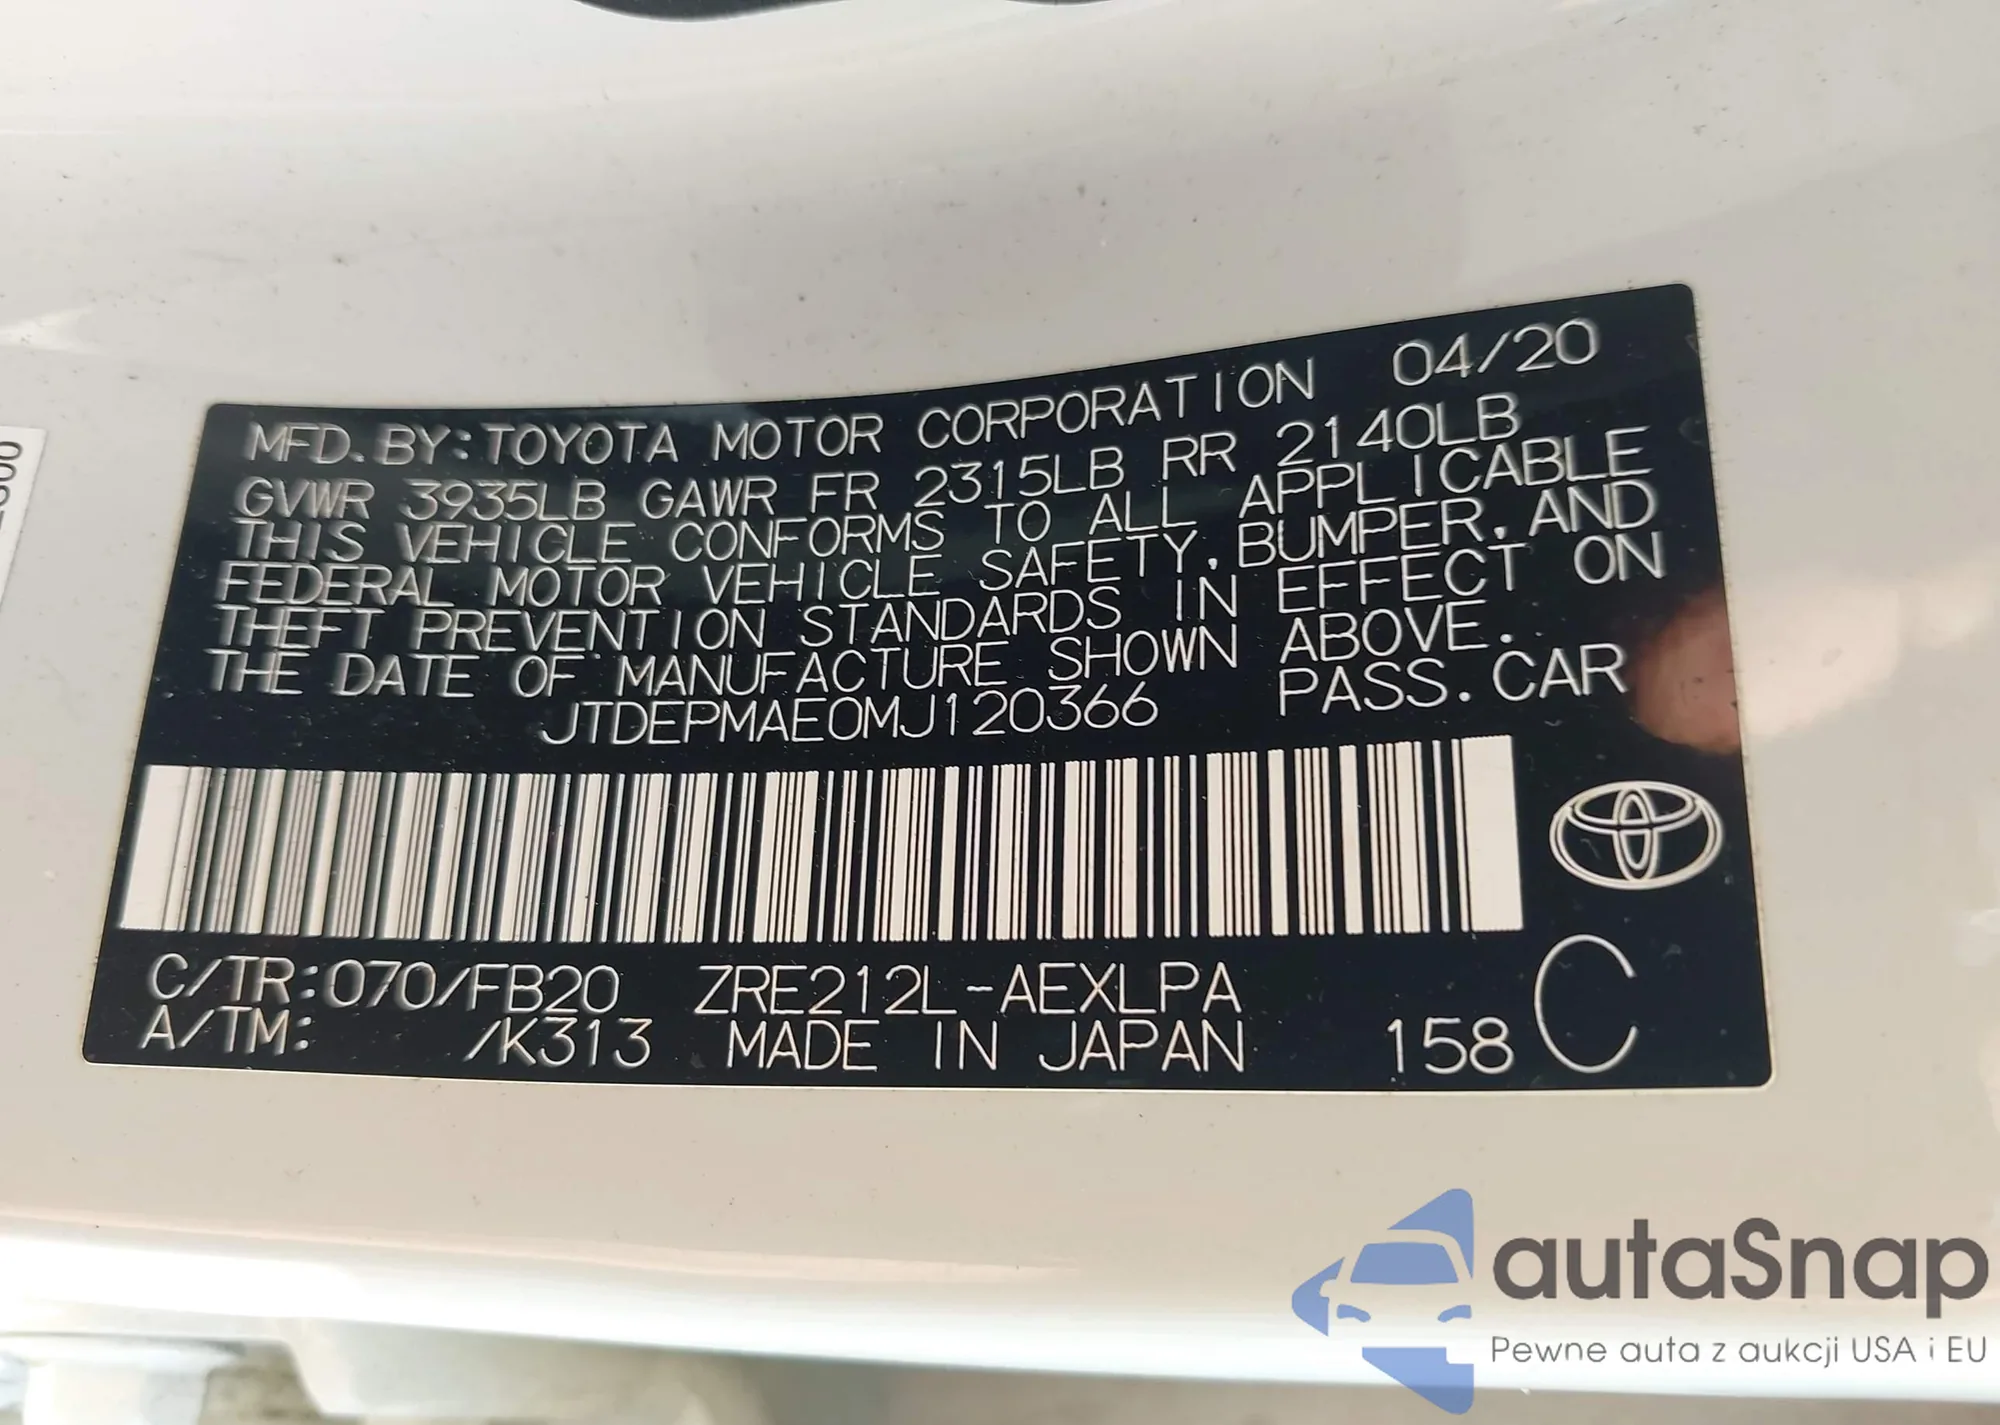 MFD. BY: TOYOTA MOTOR CORPORATION 04/20
GVWR 3935LB GAWR FR 2315LB RR 2140LB
THIS VEHICLE CONFORMS TO ALL APPLICABLE
FEDERAL MOTOR VEHICLE SAFETY, BUMPER, AND
THEFT PREVENTION STANDARDS IN EFFECT ON
THE DATE OF MANUFACTURE SHOWN ABOVE.
JTDEPMAE0MJ120366 PASS. CAR
C/TR: 070/FB20 ZRE212L-AEXLPA
A/TM: /K313 MADE IN JAPAN 158 C
autaSnap
Pewne auta z aukcji USA i EU